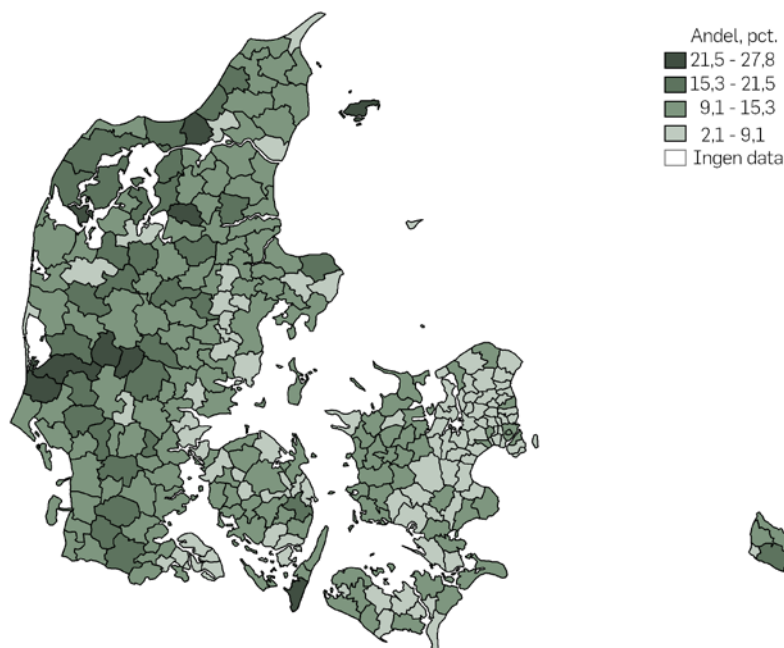 Andel, pct.
21,5 - 27,8
15,3 - 21,5
9,1 - 15,3
2,1 - 9,1
Ingen data